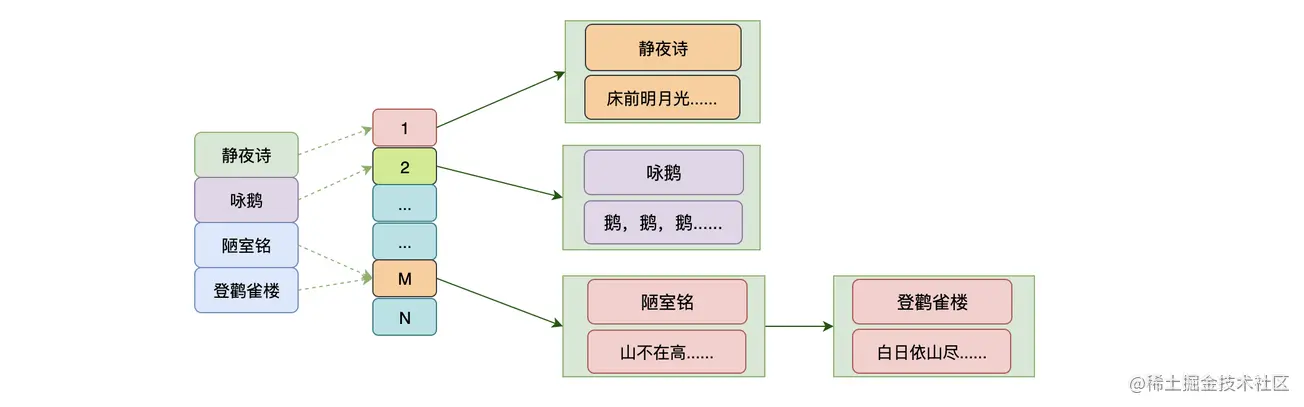 静夜诗
咏鹅
陋室铭
登鹳雀楼
1
2
...
...
M
N
静夜诗
床前明月光......
咏鹅
鹅，鹅，鹅......
陋室铭
山不在高......
登鹳雀楼
白日依山尽......
@稀土掘金技术社区